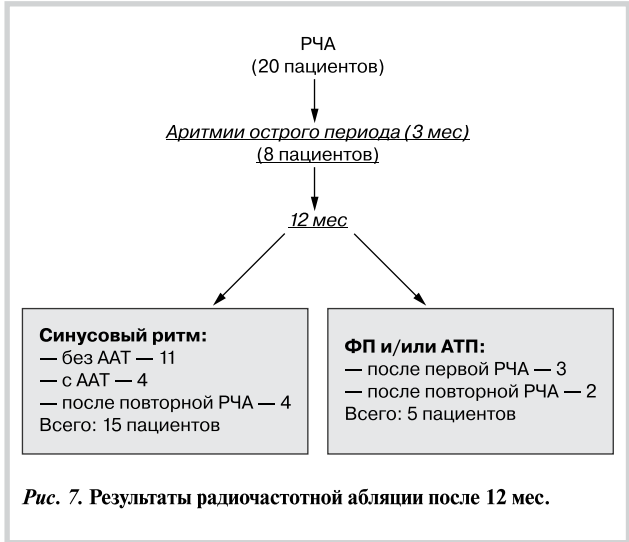 РЧА
(20 пациентов)
Аритмии острого периода (3 мес)
(8 пациентов)
12 мес
Синусовый ритм:
— без ААТ — 11
— с ААТ — 4
— после повторной РЧА — 4
Всего: 15 пациентов
ФП и/или АТП:
— после первой РЧА — 3
— после повторной РЧА — 2
Всего: 5 пациентов
Рис. 7. Результаты радиочастотной абляции после 12 мес.